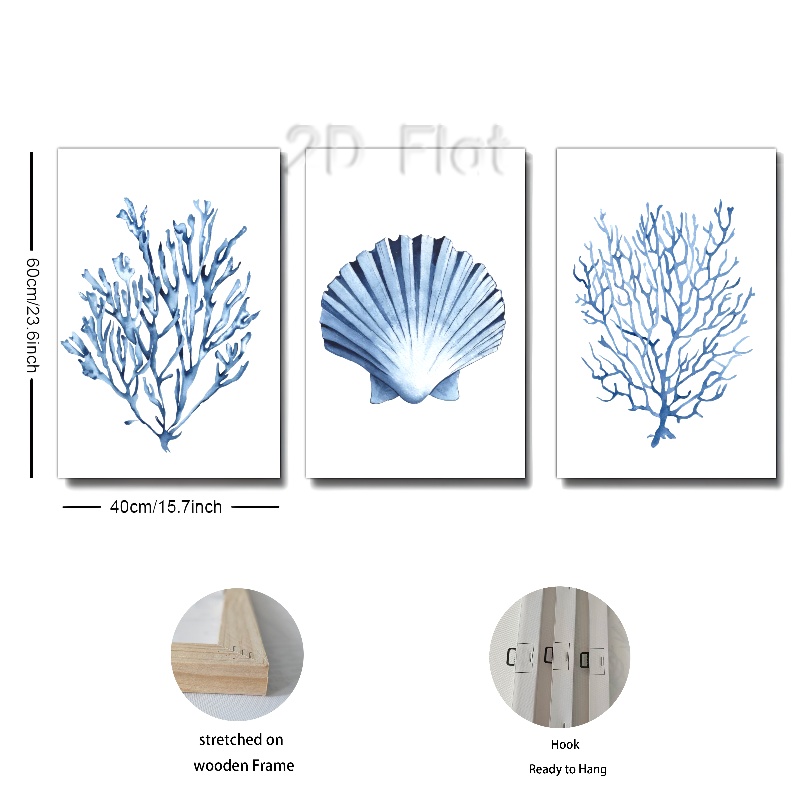 2D Flat
60cm/23.6inch
40cm/15.7inch
stretched on
wooden Frame
Hook
Ready to Hang